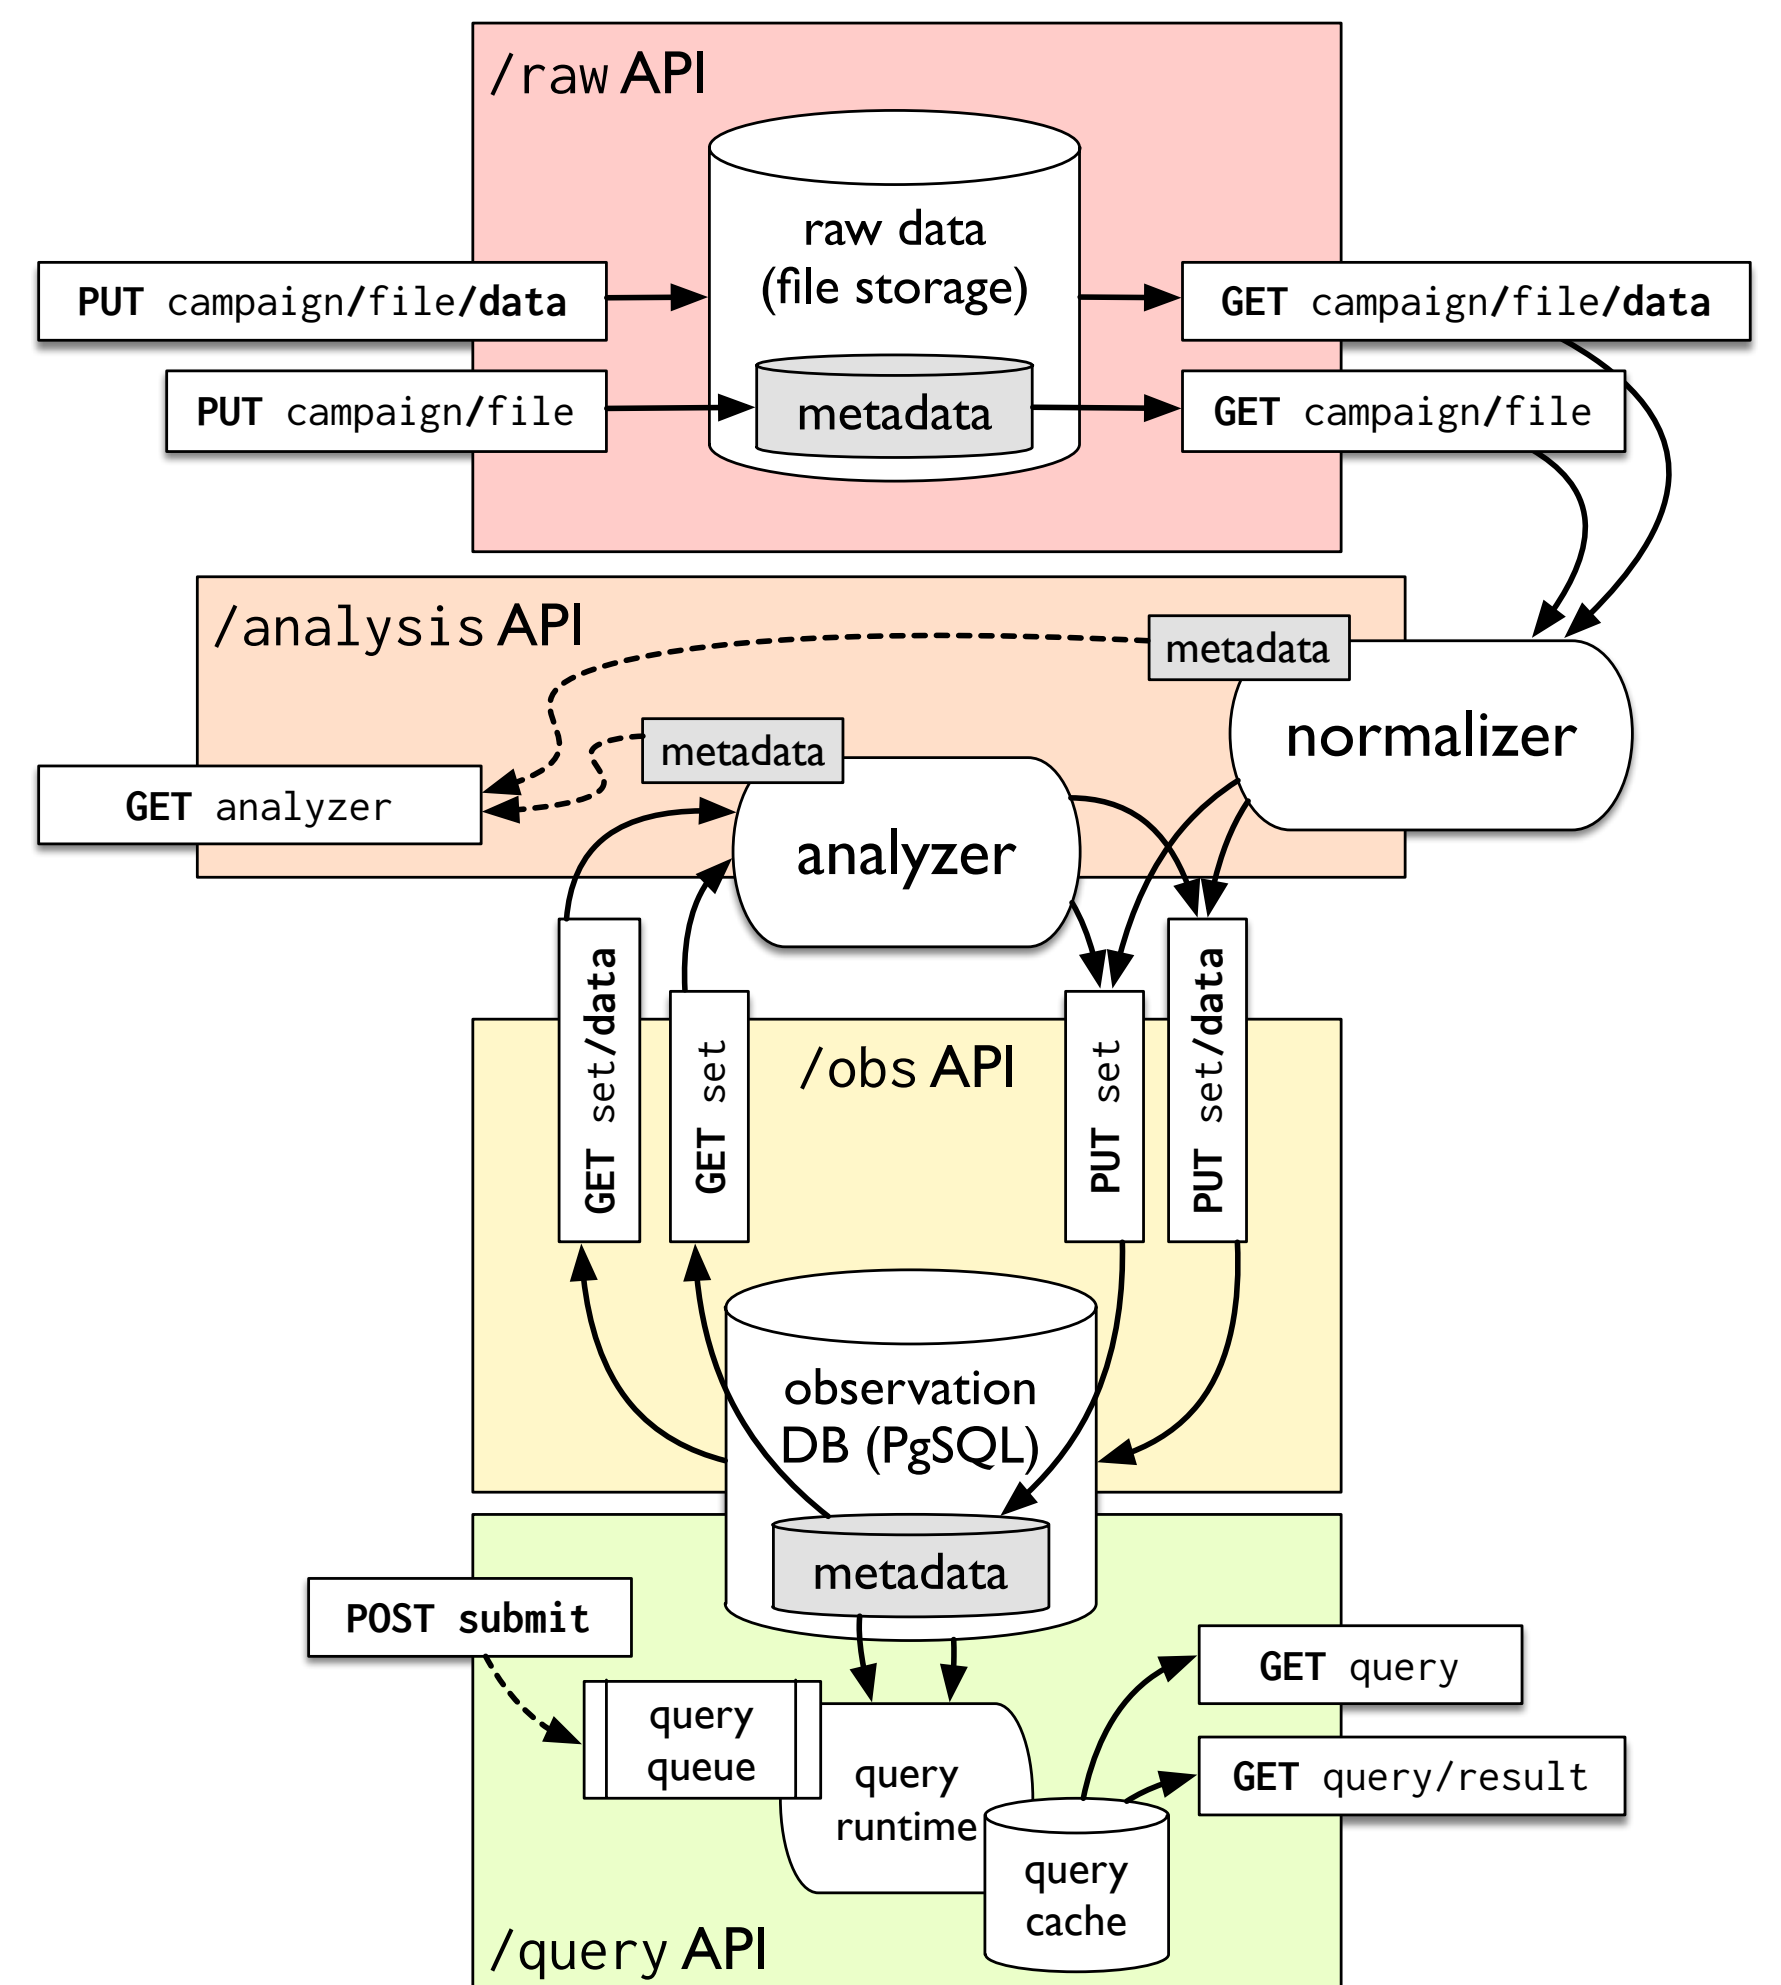 /raw API
raw data
(file storage)
PUT campaign/file/data
GET campaign/file/data
PUT campaign/file
metadata
GET campaign/file
/analysis API
metadata
normalizer
metadata
GET analyzer
analyzer
GET set/data
GET set
/obs API
PUT set
PUT set/data
observation
DB (PgSQL)
metadata
POST submit
GET query
query
queue
query
runtime
GET query/result
query
cache
/query API